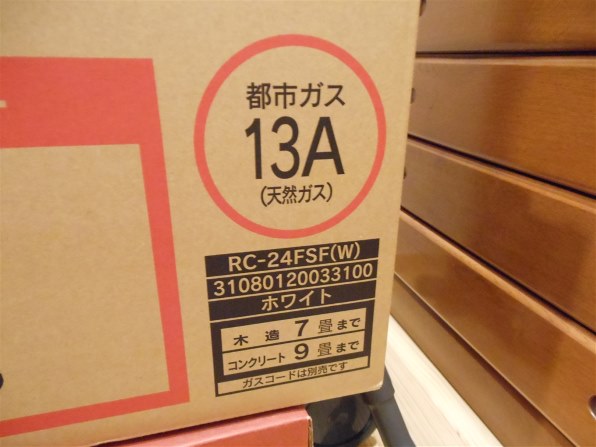 都市ガス
13A
(天然ガス)
RC-24FSF(W)
31080120033100
ホワイト
木造 7 畳まで
コンクリート 9 畳まで
ガスコードは別売です